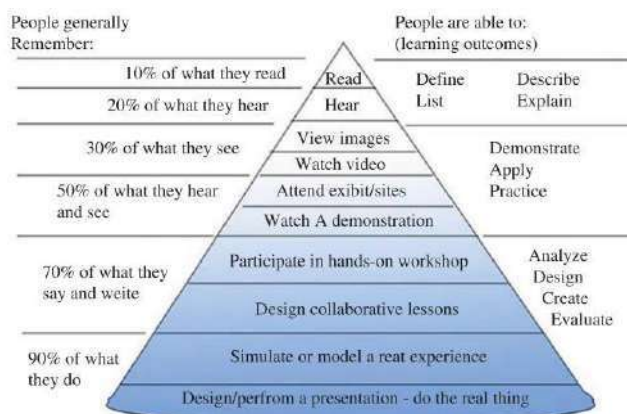 People generally
Remember:
People are able to:
(learning outcomes)
10% of what they read
Read
Define
Describe
List
Explain
20% of what they hear
Hear
30% of what they see
View images
Watch video
Demonstrate
Apply
Practice
50% of what they hear
and see
Attend exibit/sites
Watch A demonstration
70% of what they
say and weite
Participate in hands-on workshop
Design collaborative lessons
Analyze
Design
Create
Evaluate
90% of what
they do
Simulate or model a reat experience
Design/perfrom a presentation - do the real thing